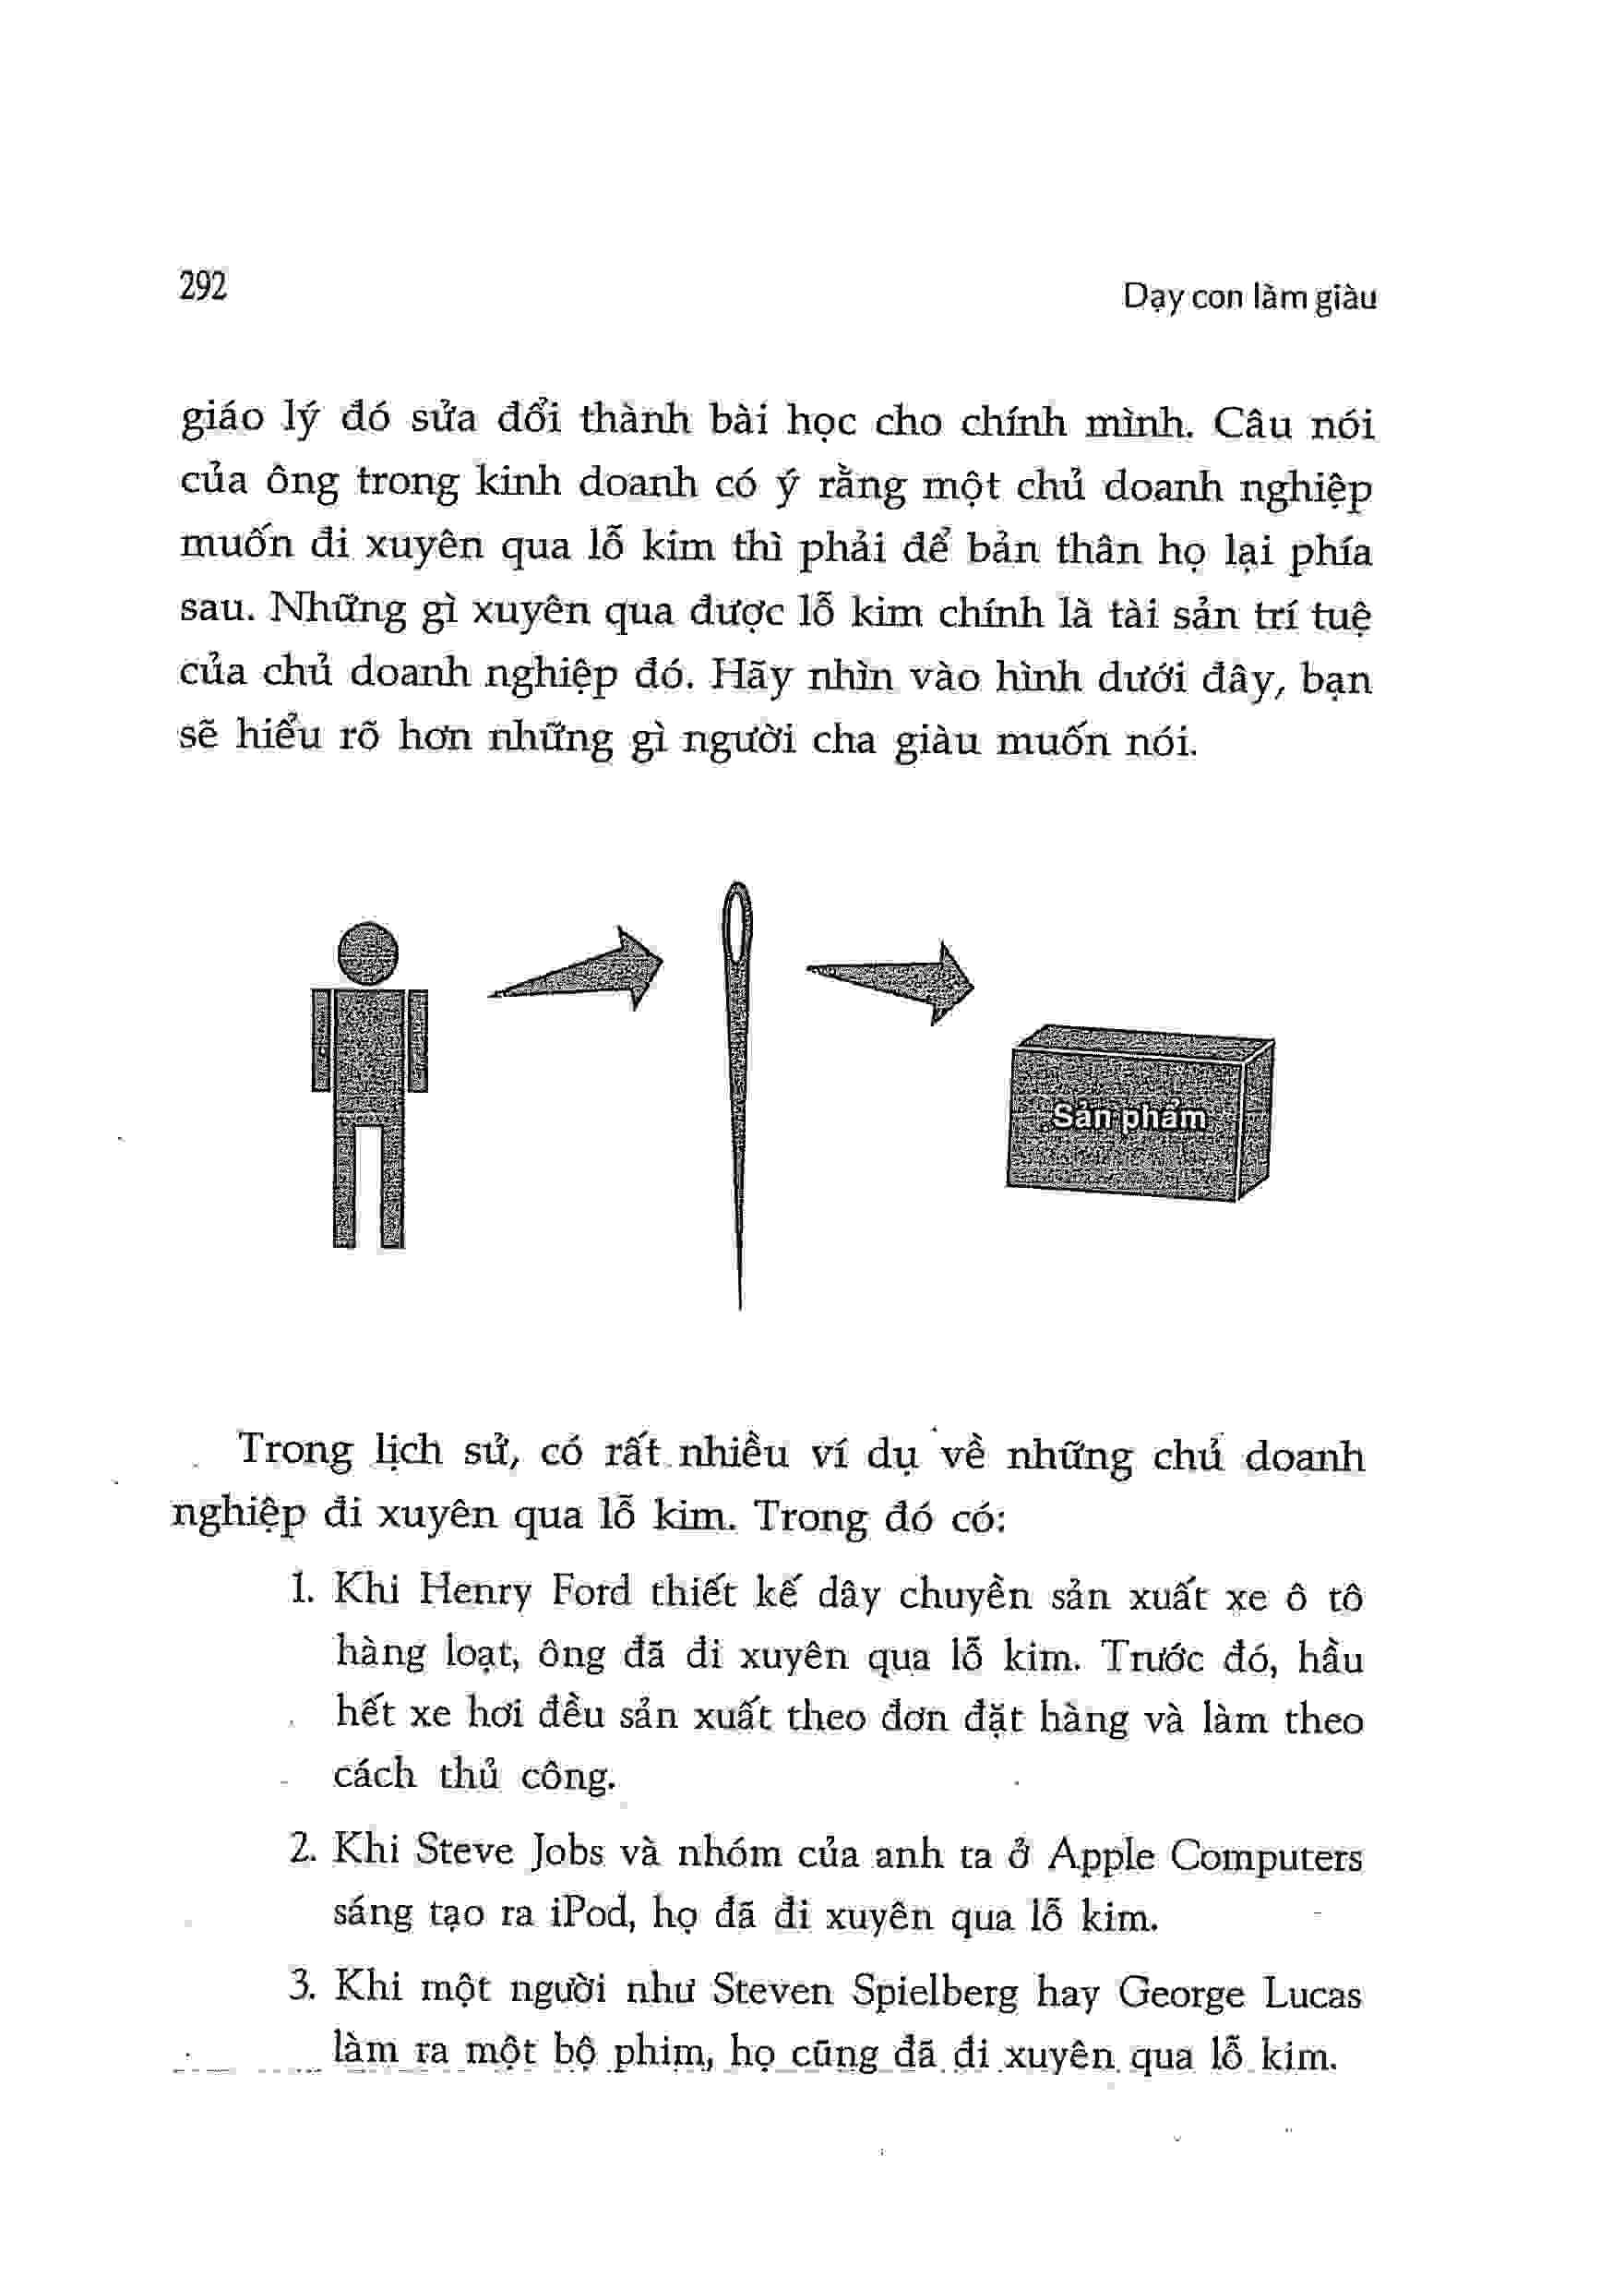 292
Dạy con làm giàu
giáo lý đó sửa đổi thành bài học cho chính mình. Câu nói
của ông trong kinh doanh có ý rằng một chủ doanh nghiệp
muốn đi xuyên qua lỗ kim thì phải để bản thân họ lại phía
sau. Những gì xuyên qua được lỗ kim chính là tài sản trí tuệ
của chủ doanh nghiệp đó. Hãy nhìn vào hình dưới đây, bạn
sẽ hiểu rõ hơn những gì người cha giàu muốn nói.
Sản phẩm
Trong lịch sử, có rất nhiều ví dụ về những chủ doanh
nghiệp đi xuyên qua lỗ kim. Trong đó có:
1. Khi Henry Ford thiết kế dây chuyền sản xuất xe ô tô
hàng loạt, ông đã đi xuyên qua lỗ kim. Trước đó, hầu
hết xe hơi đều sản xuất theo đơn đặt hàng và làm theo
cách thủ công.
2. Khi Steve Jobs và nhóm của anh ta ở Apple Computers
sáng tạo ra iPod, họ đã đi xuyên qua lỗ kim.
3. Khi một người như Steven Spielberg hay George Lucas
làm ra một bộ phim, họ cũng đã đi xuyên qua lỗ kim.